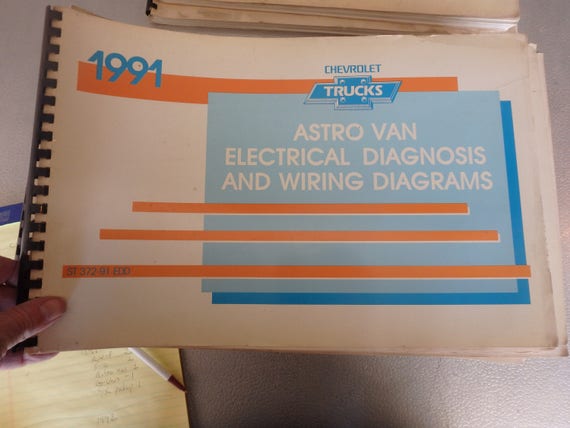 1991
CHEVROLET
TRUCKS
ASTRO VAN
ELECTRICAL DIAGNOSIS
AND WIRING DIAGRAMS
ST 372-91 EDD